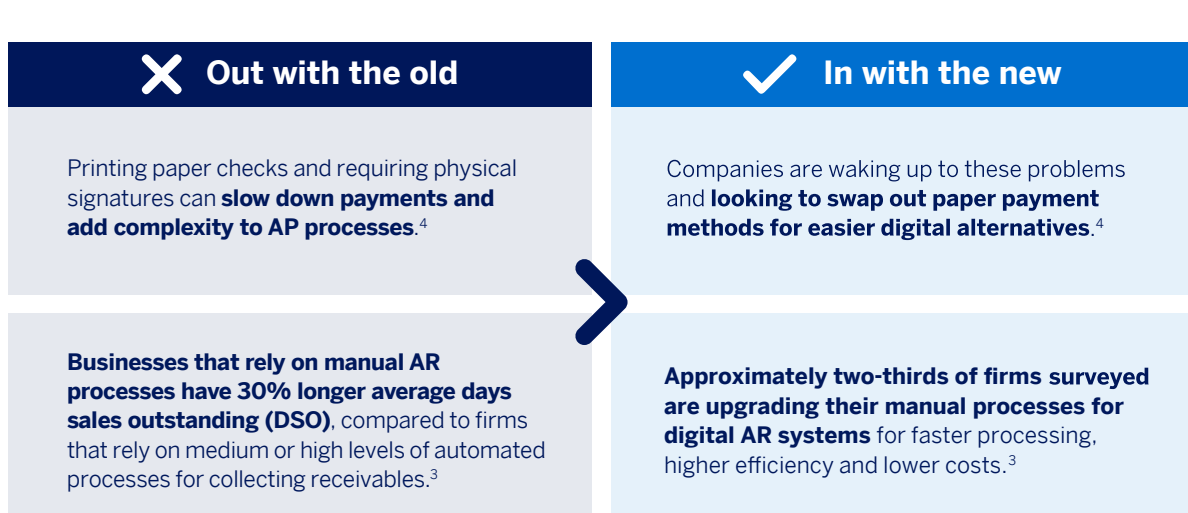 Out with the old
Printing paper checks and requiring physical
signatures can slow down payments and
add complexity to AP processes.4
Businesses that rely on manual AR
processes have 30% longer average days
sales outstanding (DSO), compared to firms
that rely on medium or high levels of automated
processes for collecting receivables.3
In with the new
Companies are waking up to these problems
and looking to swap out paper payment
methods for easier digital alternatives.4
Approximately two-thirds of firms surveyed
are upgrading their manual processes for
digital AR systems for faster processing,
higher efficiency and lower costs.3